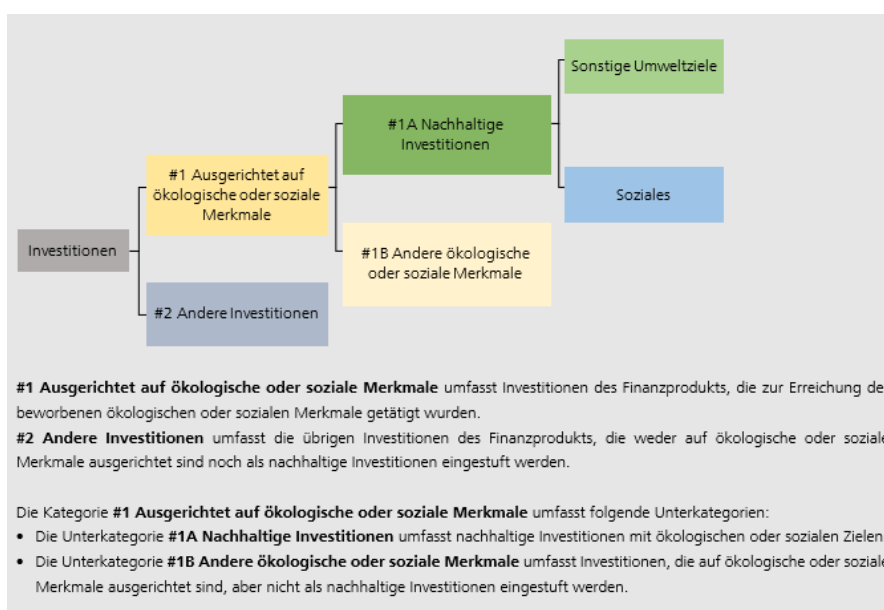 Sonstige Umweltziele
#1A Nachhaltige
Investitionen
#1 Ausgerichtet auf
ökologische oder soziale
Merkmale
Soziales
Investitionen
#1B Andere ökologische
oder soziale Merkmale
#2 Andere Investitionen
#1 Ausgerichtet auf ökologische oder soziale Merkmale umfasst Investitionen des Finanzprodukts, die zur Erreichung de
beworbenen ökologischen oder sozialen Merkmale getätigt wurden.
#2 Andere Investitionen umfasst die übrigen Investitionen des Finanzprodukts, die weder auf ökologische oder soziale
Merkmale ausgerichtet sind noch als nachhaltige Investitionen eingestuft werden.
Die Kategorie #1 Ausgerichtet auf ökologische oder soziale Merkmale umfasst folgende Unterkategorien:
• Die Unterkategorie #1A Nachhaltige Investitionen umfasst nachhaltige Investitionen mit ökologischen oder sozialen Zielen
• Die Unterkategorie #1B Andere ökologische oder soziale Merkmale umfasst Investitionen, die auf ökologische oder soziale
Merkmale ausgerichtet sind, aber nicht als nachhaltige Investitionen eingestuft werden.